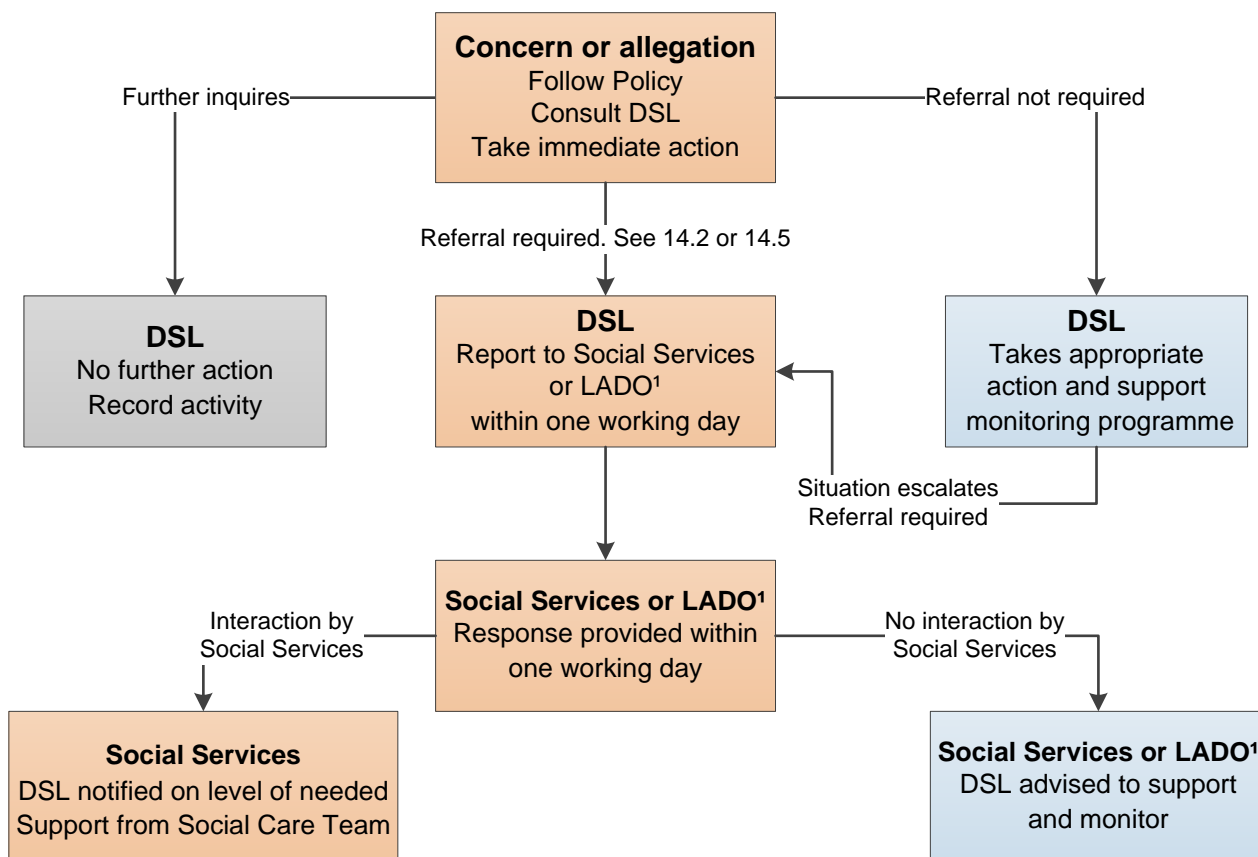 Concern or allegation
Follow Policy
Consult DSL
Take immediate action
Further inquires
Referral not required
Referral required. See 14.2 or 14.5
DSL
No further action
Record activity
DSL
Report to Social Services
or LADO¹
within one working day
DSL
Takes appropriate
action and support
monitoring programme
Situation escalates
Referral required
Social Services or LADO¹
Response provided within
one working day
Interaction by
Social Services
No interaction by
Social Services
Social Services
DSL notified on level of needed
Support from Social Care Team
Social Services or LADO¹
DSL advised to support
and monitor